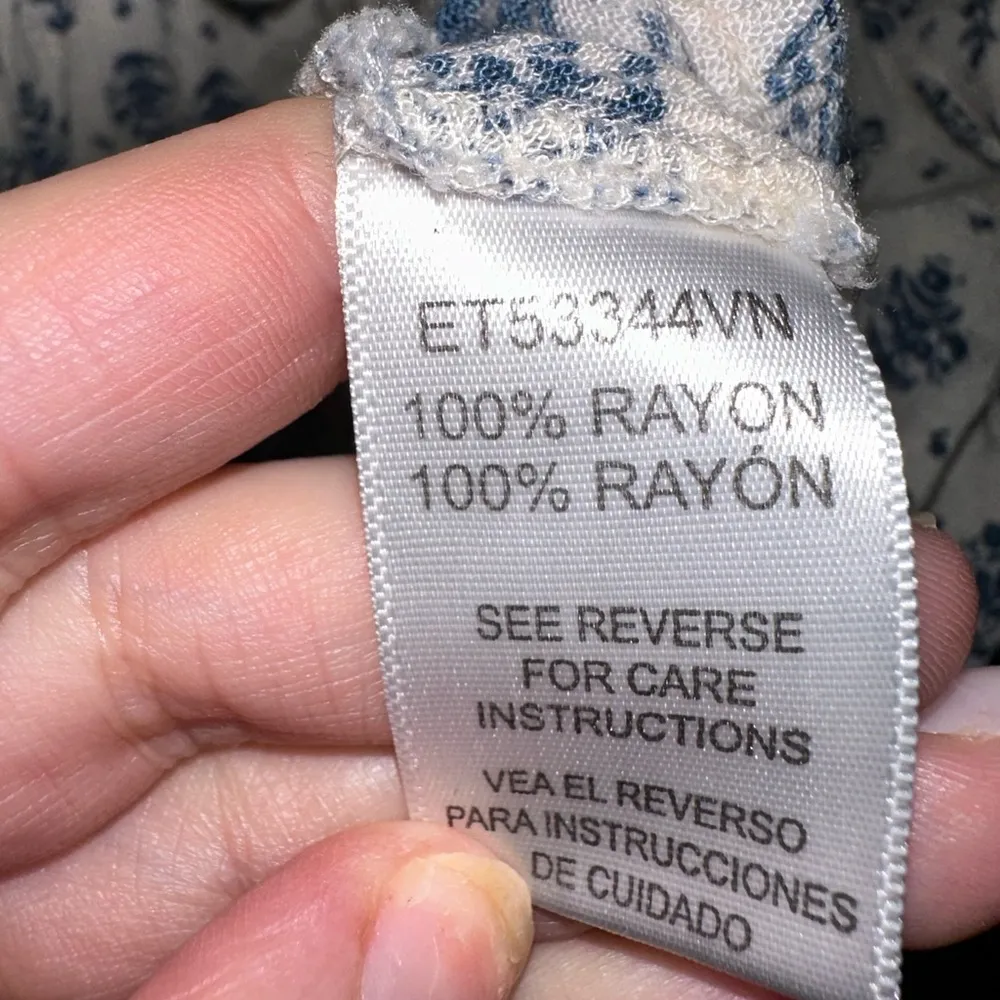 ET53344VN
100% RAYON
100% RAYÓN
SEE REVERSE
FOR CARE
INSTRUCTIONS
VEA EL REVERSO
PARA INSTRUCCIONES
DE CUIDADO